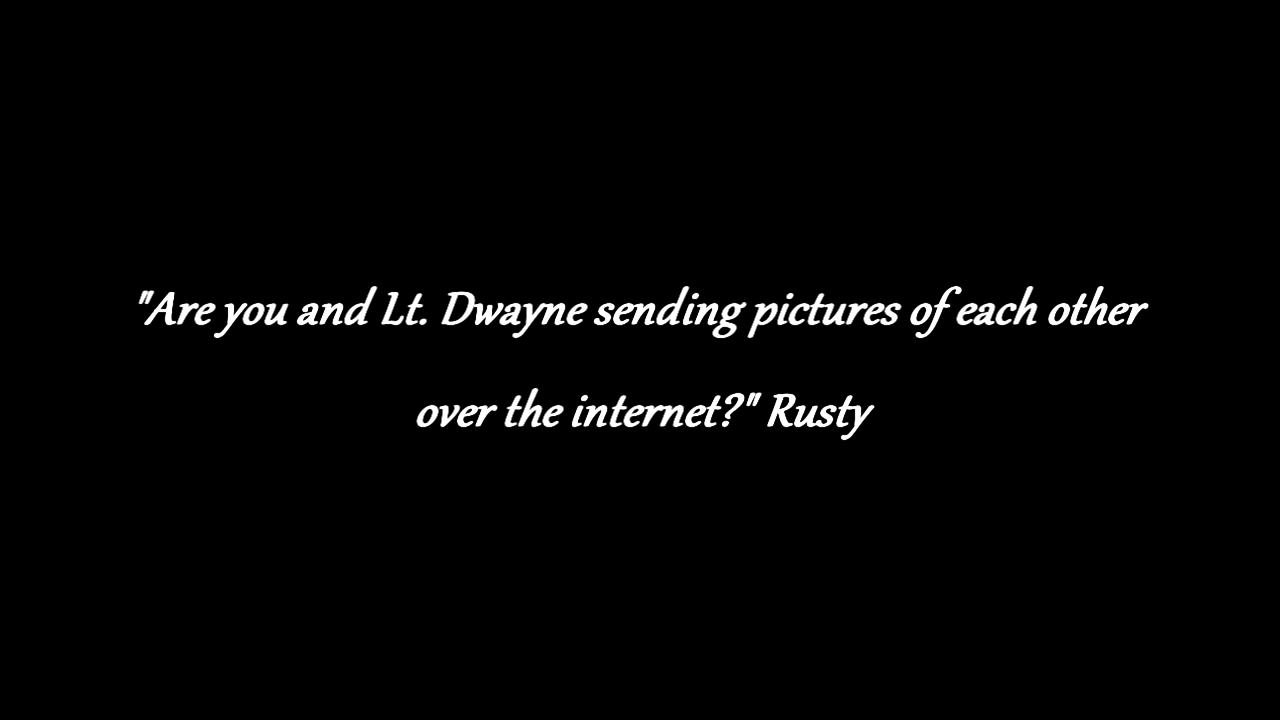 "Are you and Lt. Dwayne sending pictures of each other
over the internet?" Rusty